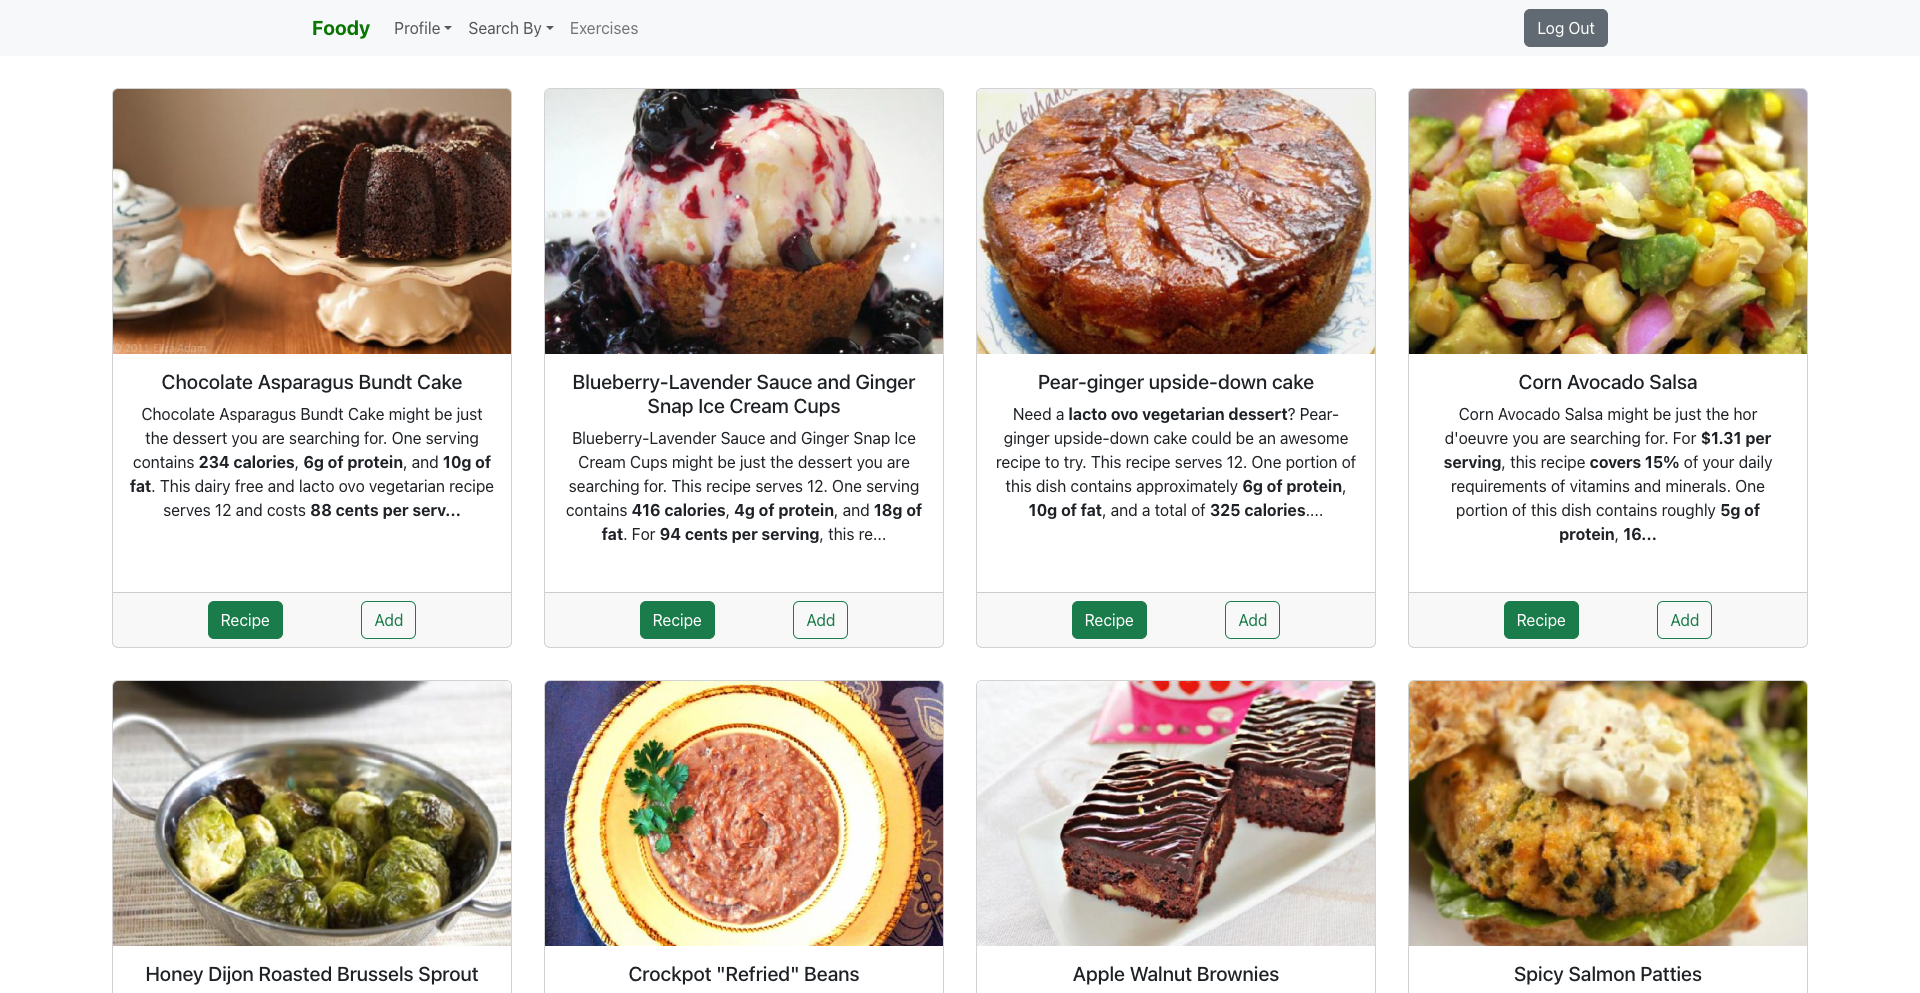 Foody Profile Search By Exercises Log Out
Laka kuhan
© 2011 Eliza Adam
Chocolate Asparagus Bundt Cake
Chocolate Asparagus Bundt Cake might be just
the dessert you are searching for. One serving
contains 234 calories, 6g of protein, and 10g of
fat. This dairy free and lacto ovo vegetarian recipe
serves 12 and costs 88 cents per serv...
Recipe Add
Blueberry-Lavender Sauce and Ginger
Snap Ice Cream Cups
Blueberry-Lavender Sauce and Ginger Snap Ice
Cream Cups might be just the dessert you are
searching for. This recipe serves 12. One serving
contains 416 calories, 4g of protein, and 18g of
fat. For 94 cents per serving, this re...
Recipe Add
Pear-ginger upside-down cake
Need a lacto ovo vegetarian dessert? Pear-
ginger upside-down cake could be an awesome
recipe to try. This recipe serves 12. One portion of
this dish contains approximately 6g of protein,
10g of fat, and a total of 325 calories....
Recipe Add
Corn Avocado Salsa
Corn Avocado Salsa might be just the hor
d'oeuvre you are searching for. For $1.31 per
serving, this recipe covers 15% of your daily
requirements of vitamins and minerals. One
portion of this dish contains roughly 5g of
protein, 16...
Recipe Add
Honey Dijon Roasted Brussels Sprout
Crockpot "Refried" Beans
Apple Walnut Brownies
Spicy Salmon Patties